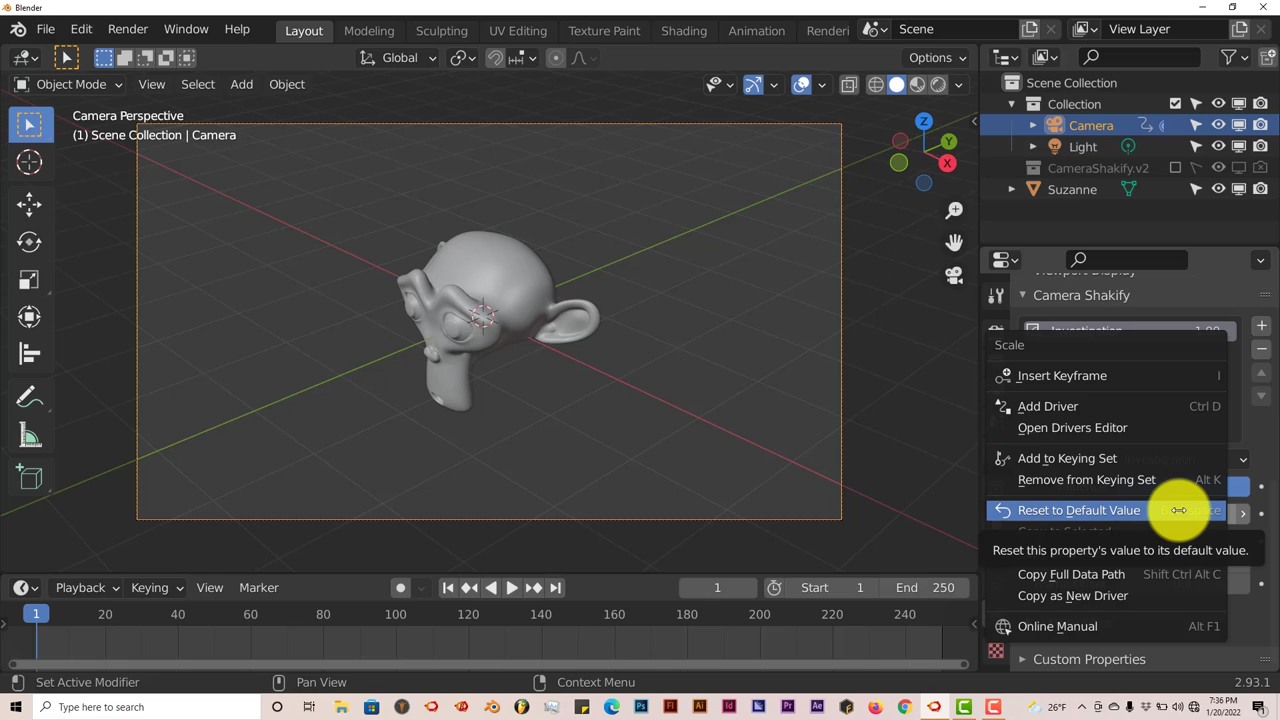 Blender
File Edit Render Window Help Layout Modeling Sculpting UV Editing Texture Paint Shading Animation Renderi Scene View Layer
Global Options
Object Mode View Select Add Object
Camera Perspective
(1) Scene Collection | Camera
Z
Y
X
Scene Collection
Collection
Camera
Light
CameraShakify.v2
Suzanne
Viewport Display
Camera Shakify
Investigation 1.00
Scale
Insert Keyframe I
Add Driver Ctrl D
Open Drivers Editor
Add to Keying Set
Remove from Keying Set Alt K
Reset to Default Value
Reset this property's value to its default value.
Copy Full Data Path Shift Ctrl Alt C
Copy as New Driver
Online Manual Alt F1
Custom Properties
Playback Keying View Marker 1 Start 1 End 250
1 20 40 60 80 100 120 140 160 180 200 220 240
Set Active Modifier Pan View Context Menu 2.93.1
Type here to search
26°F
7:36 PM
1/20/2022